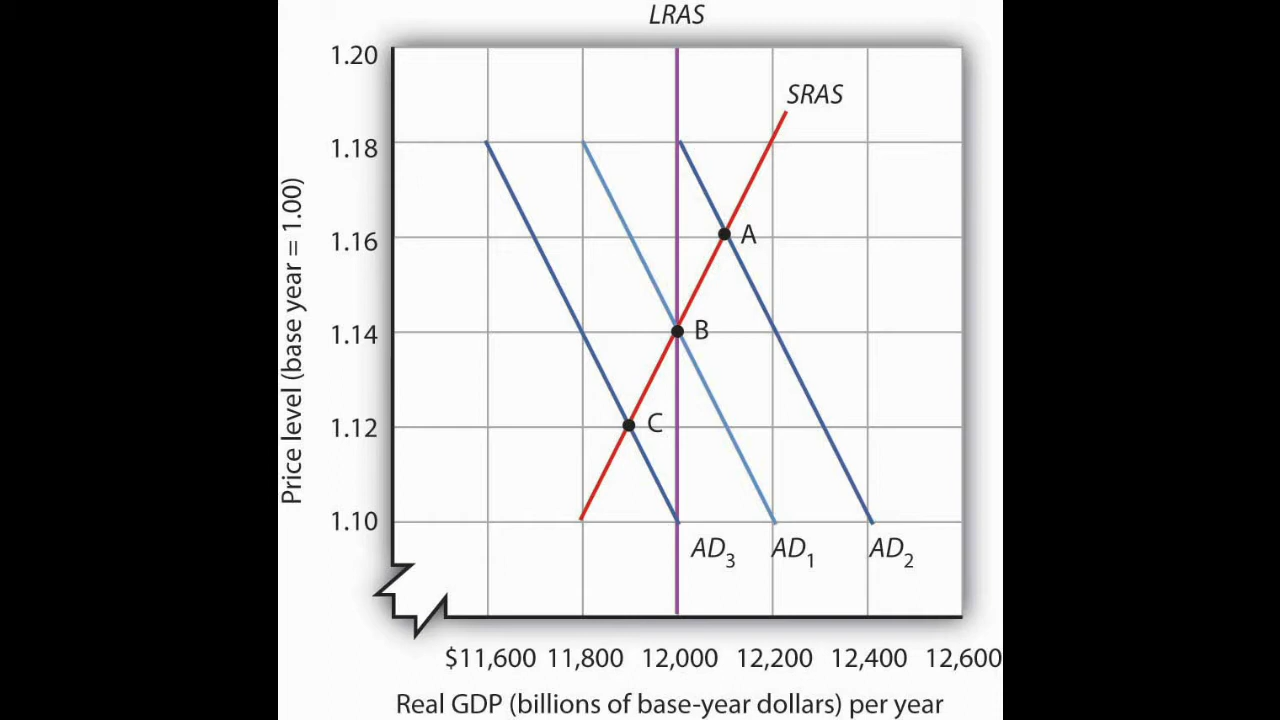 LRAS
1.20
SRAS
1.18
1.16
A
1.14
B
1.12
C
1.10
AD3 AD1 AD2
Price level (base year = 1.00)
$11,600 11,800 12,000 12,200 12,400 12,600
Real GDP (billions of base-year dollars) per year